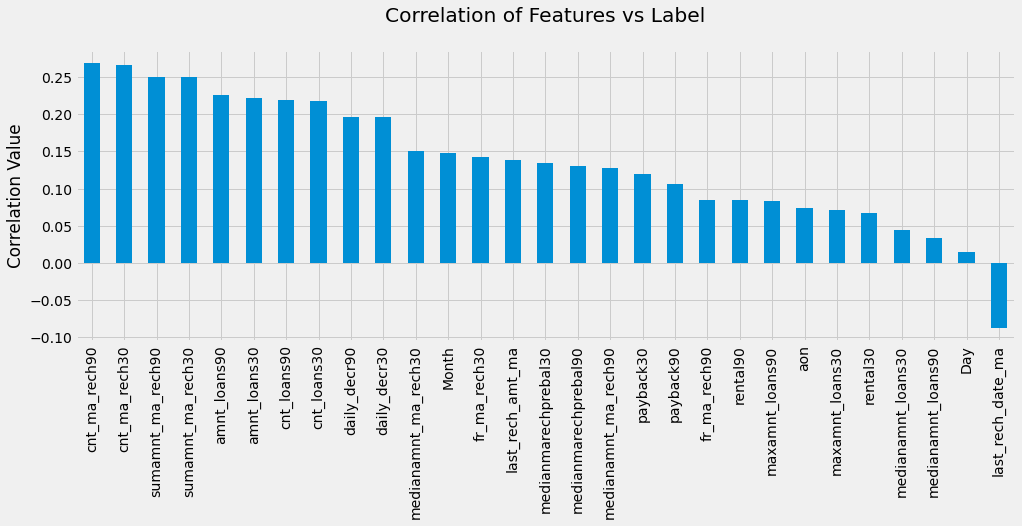 Correlation of Features vs Label
Correlation Value
0.25
0.20
0.15
0.10
0.05
0.00
−0.05
−0.10
cnt_ma_rech90
cnt_ma_rech30
sumamnt_ma_rech90
sumamnt_ma_rech30
amnt_loans90
amnt_loans30
cnt_loans90
cnt_loans30
daily_decr90
daily_decr30
medianamnt_ma_rech30
Month
fr_ma_rech30
last_rech_amt_ma
medianmarechprebal30
medianmarechprebal90
medianamnt_ma_rech90
payback30
payback90
fr_ma_rech90
rental90
maxamnt_loans90
aon
maxamnt_loans30
rental30
medianamnt_loans30
medianamnt_loans90
Day
last_rech_date_ma